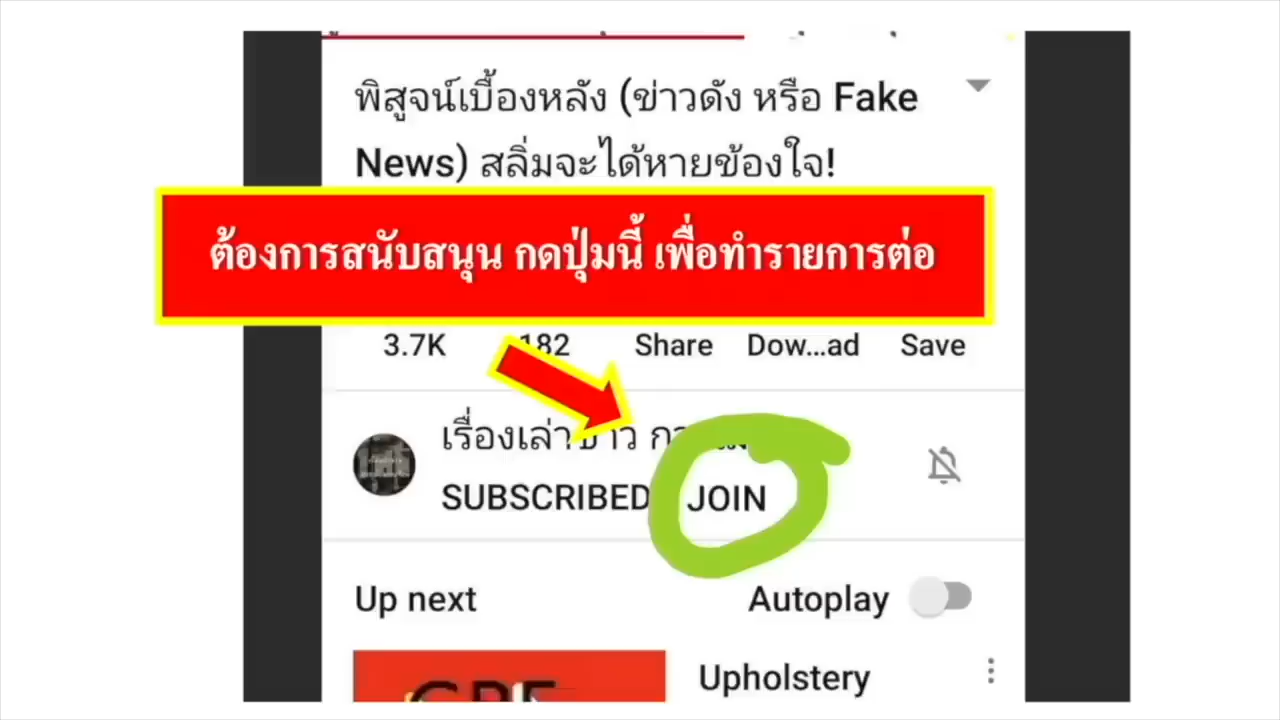 พิสูจน์เบื้องหลัง (ข่าวดัง หรือ Fake
News) สลิ่มจะได้หายข้องใจ!
ต้องการสนับสนุน กดปุ่มนี้ เพื่อทำรายการต่อ
3.7K 182 Share Dow...ad Save
เรื่องเล่าข่าว
SUBSCRIBED JOIN
Up next Autoplay
Upholstery